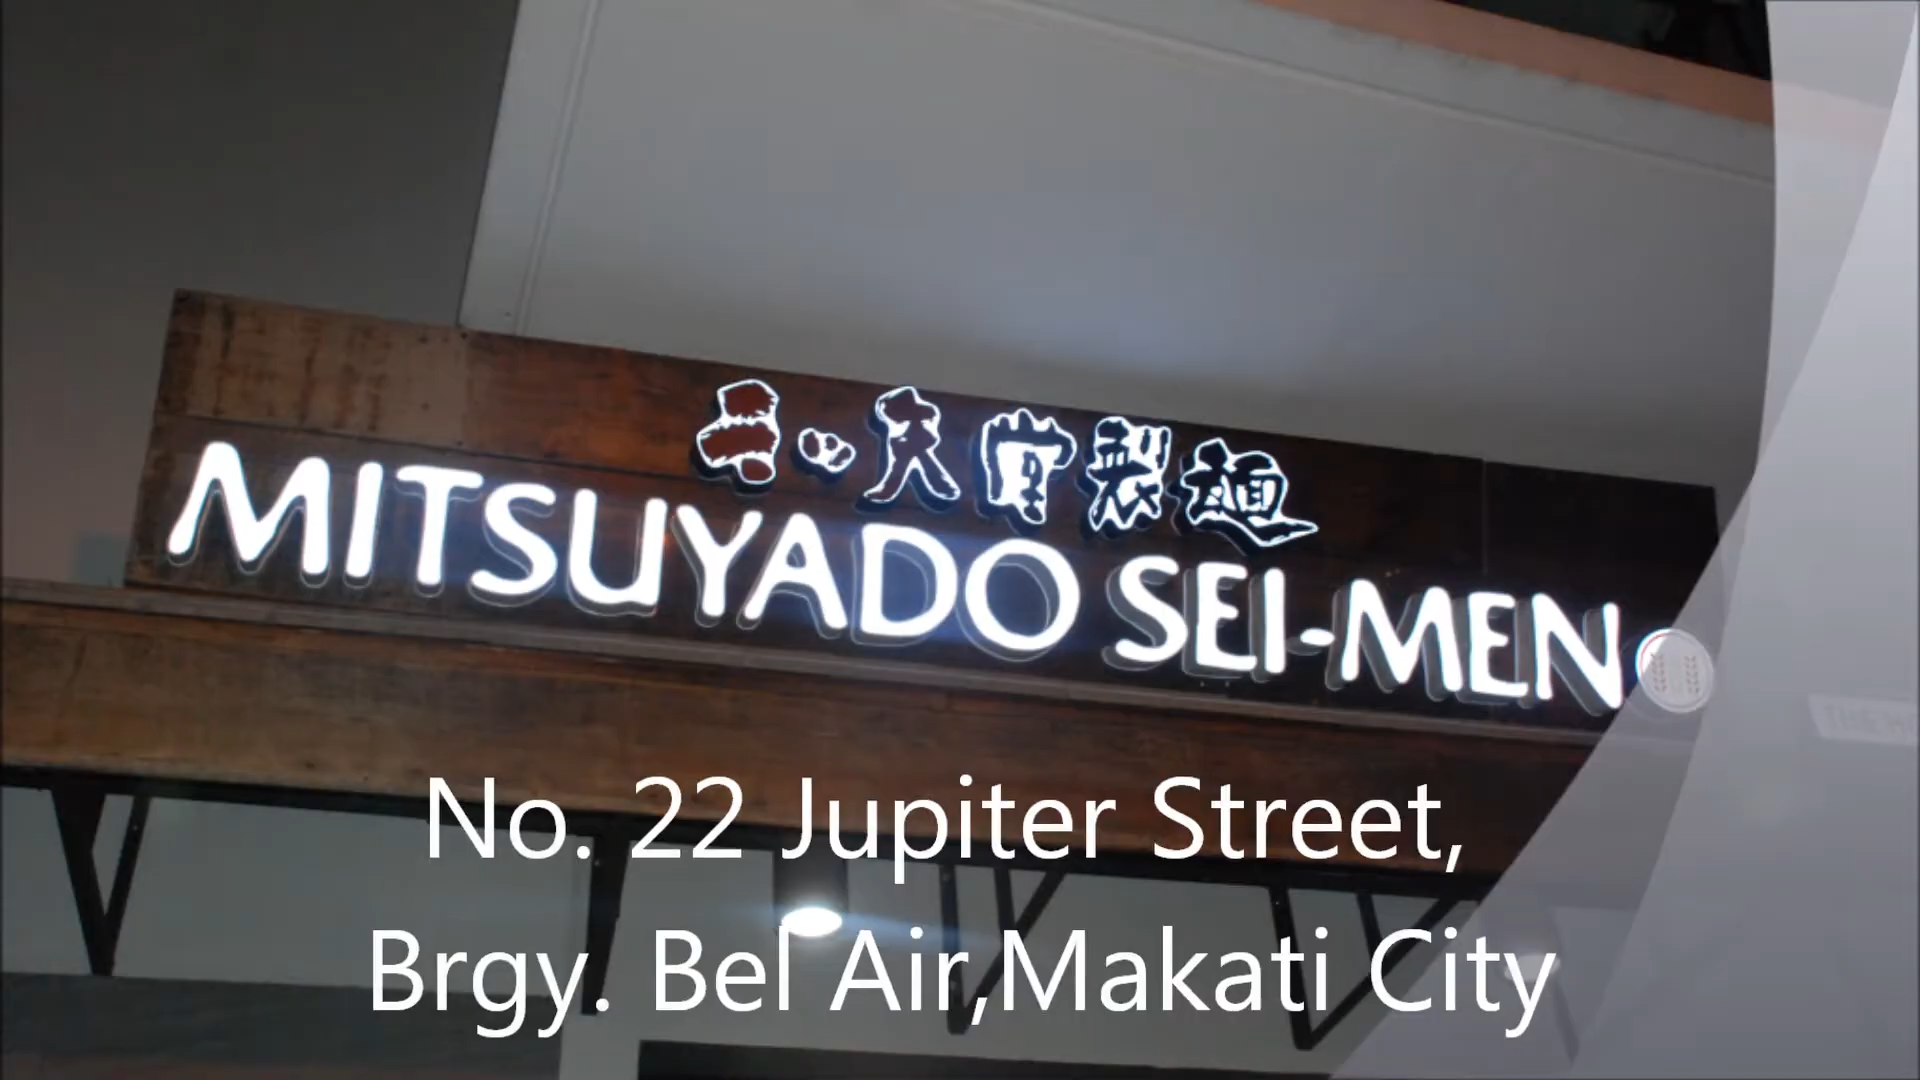 三ツ矢堂製麺
MITSUYADO SEI-MEN
No. 22 Jupiter Street,
Brgy. Bel Air,Makati City